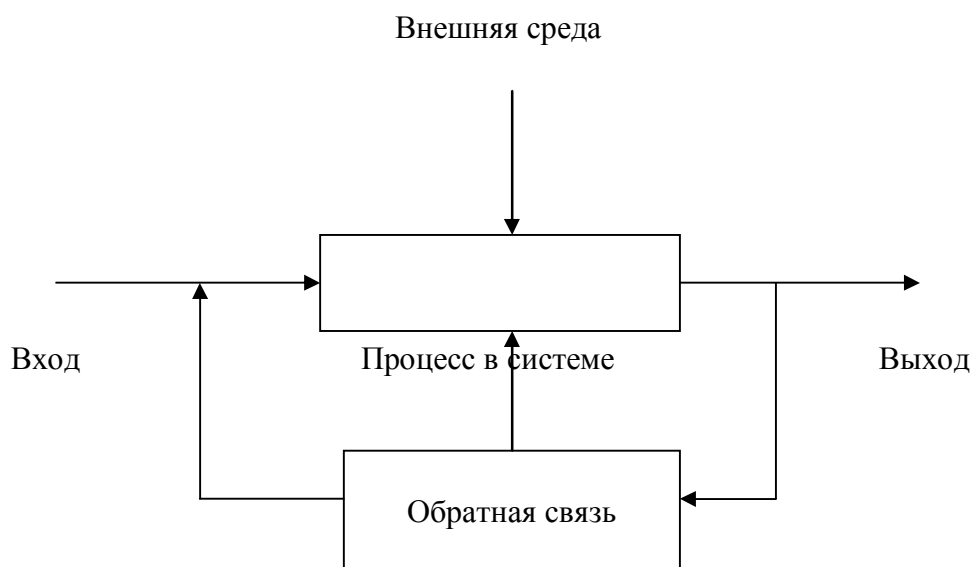 Внешняя среда
Вход
Процесс в системе
Выход
Обратная связь